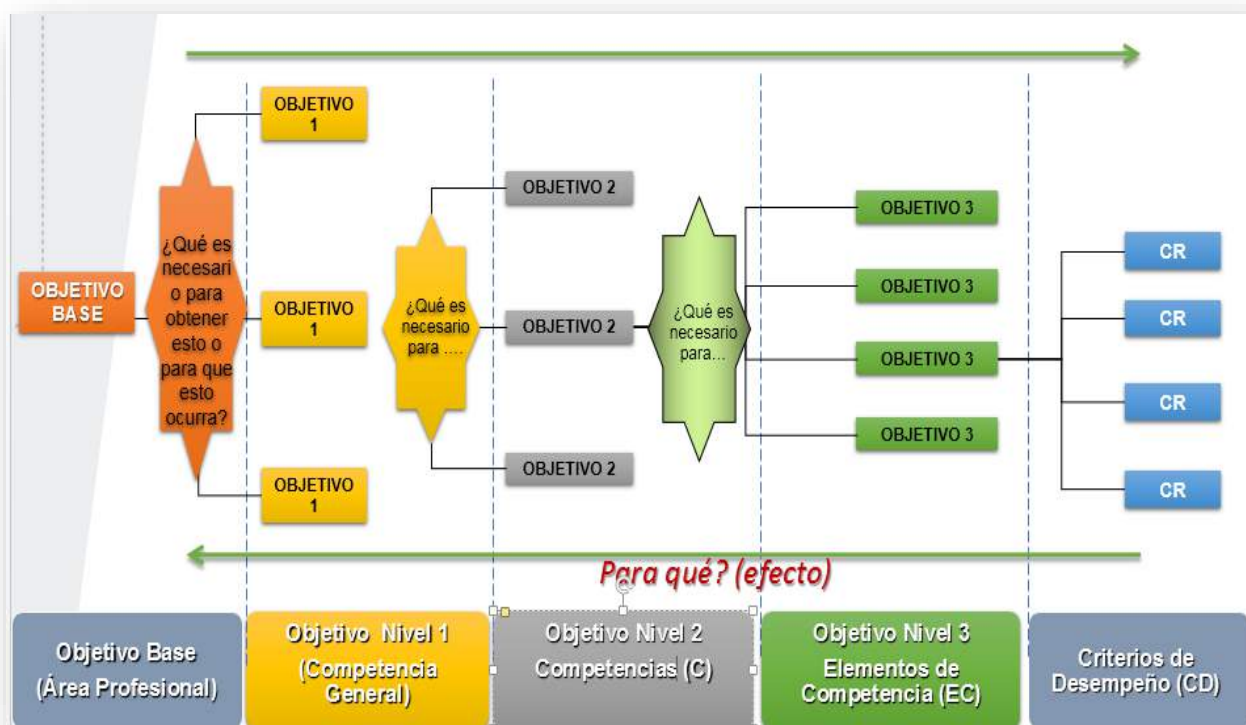 OBJETIVO
BASE
¿Qué es
necesari
o para
obtener
esto o
para que
esto
ocurra?
OBJETIVO
1
OBJETIVO
1
OBJETIVO
1
¿Qué es
necesario
para ....
OBJETIVO 2
OBJETIVO 2
OBJETIVO 2
¿Qué es
necesario
para...
OBJETIVO 3
OBJETIVO 3
OBJETIVO 3
OBJETIVO 3
CR
CR
CR
CR
Para qué? (efecto)
Objetivo Base
(Área Profesional)
Objetivo Nivel 1
(Competencia
General)
Objetivo Nivel 2
Competencias (C)
Objetivo Nivel 3
Elementos de
Competencia (EC)
Criterios de
Desempeño (CD)